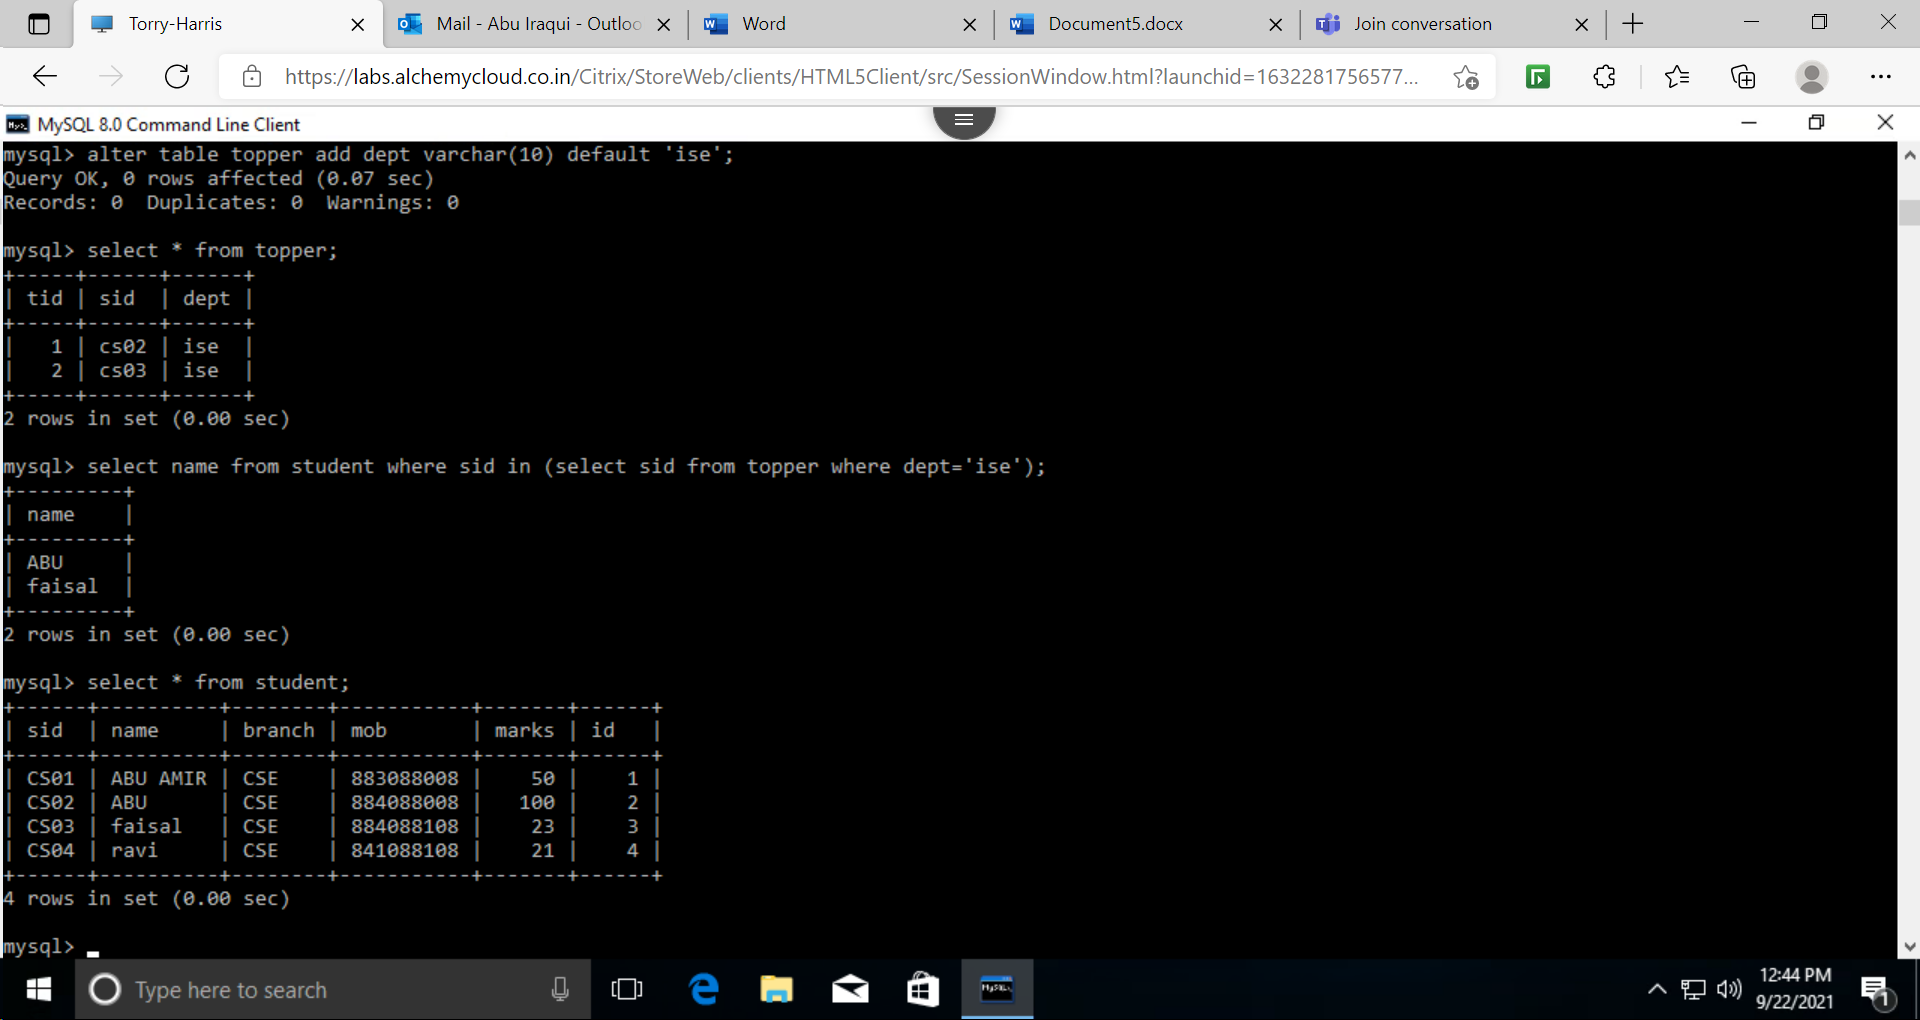 Torry-Harris
Mail - Abu Iraqui - Outloo
Word
Document5.docx
Join conversation
https://labs.alchemycloud.co.in/Citrix/StoreWeb/clients/HTML5Client/src/SessionWindow.html?launchid=1632281756577...
MySQL 8.0 Command Line Client
mysql> alter table topper add dept varchar(10) default 'ise';
Query OK, 0 rows affected (0.07 sec)
Records: 0  Duplicates: 0  Warnings: 0
mysql> select * from topper;
+-----+------+------+
| tid | sid  | dept |
+-----+------+------+
|   1 | cs02 | ise  |
|   2 | cs03 | ise  |
+-----+------+------+
2 rows in set (0.00 sec)
mysql> select name from student where sid in (select sid from topper where dept='ise');
+---------+
| name    |
+---------+
| ABU     |
| faisal  |
+---------+
2 rows in set (0.00 sec)
mysql> select * from student;
+------+----------+--------+-----------+-------+------+
| sid  | name     | branch | mob       | marks | id   |
+------+----------+--------+-----------+-------+------+
| CS01 | ABU AMIR | CSE    | 883088008 |    50 |    1 |
| CS02 | ABU      | CSE    | 884088008 |   100 |    2 |
| CS03 | faisal   | CSE    | 884088108 |    23 |    3 |
| CS04 | ravi     | CSE    | 841088108 |    21 |    4 |
+------+----------+--------+-----------+-------+------+
4 rows in set (0.00 sec)
mysql>
Type here to search
12:44 PM
9/22/2021
1